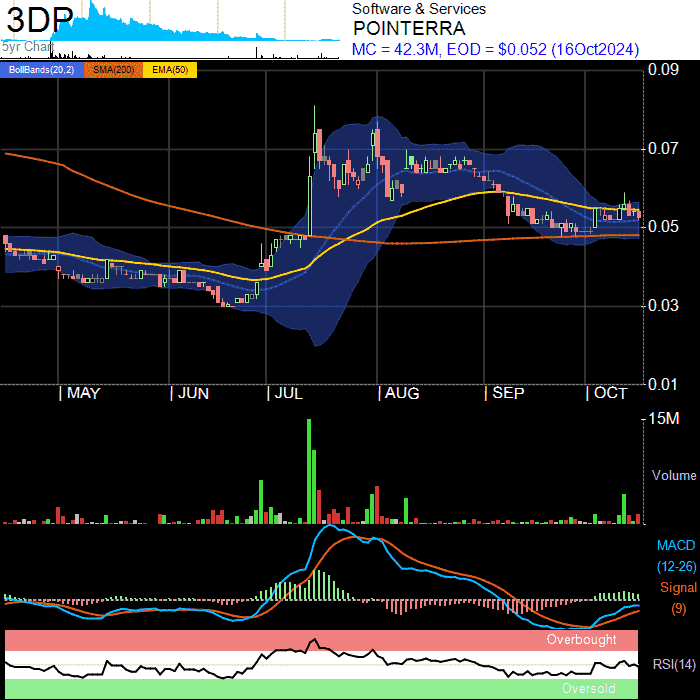 3DP
5yr Chart
Software & Services
POINTERRA
MC = 42.3M, EOD = $0.052 (16Oct2024)
BollBands(20,2) SMA(200) EMA(50)
0.09
0.07
0.05
0.03
0.01
MAY JUN JUL AUG SEP OCT
15M
Volume
MACD
(12-26)
Signal
(9)
Overbought
RSI(14)
Oversold